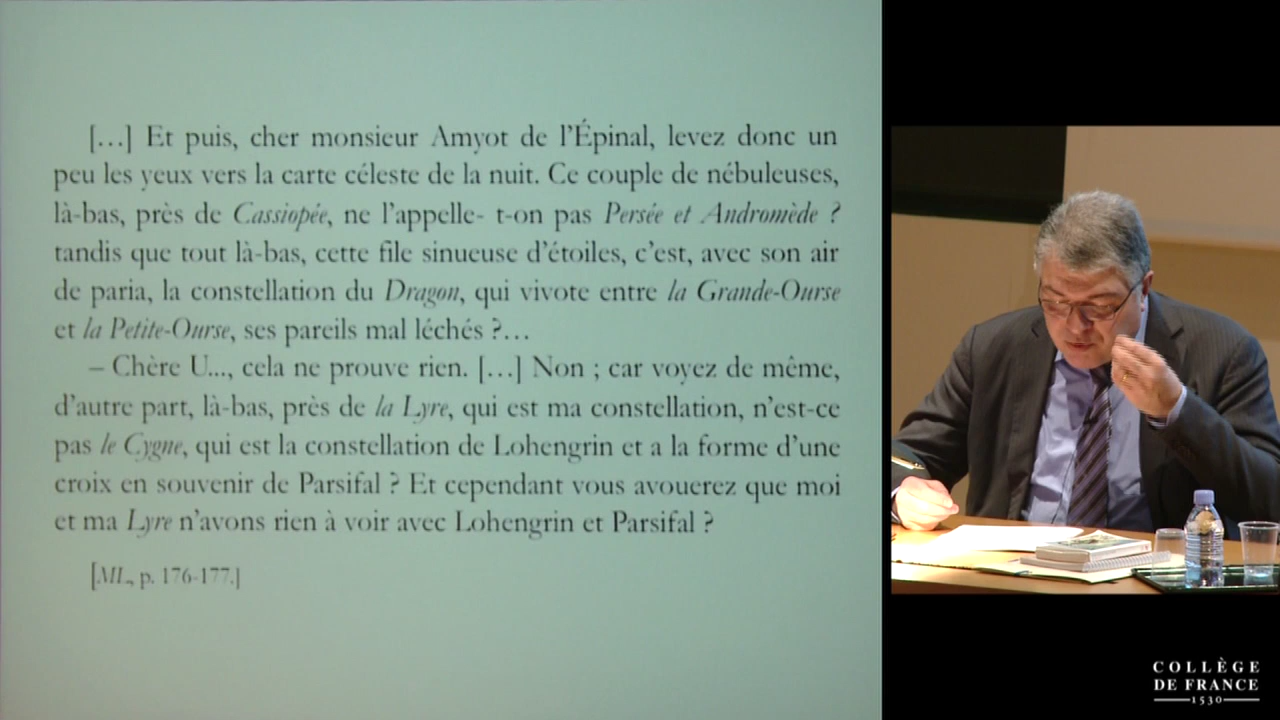 […] Et puis, cher monsieur Amyot de l'Épinal, levez donc un
peu les yeux vers la carte céleste de la nuit. Ce couple de nébuleuses,
là-bas, près de Cassiopée, ne l'appelle- t-on pas Persée et Andromède ?
tandis que tout là-bas, cette file sinueuse d'étoiles, c'est, avec son air
de paria, la constellation du Dragon, qui vivote entre la Grande-Ourse
et la Petite-Ourse, ses pareils mal léchés ?…
– Chère U..., cela ne prouve rien. […] Non ; car voyez de même,
d'autre part, là-bas, près de la Lyre, qui est ma constellation, n'est-ce
pas le Cygne, qui est la constellation de Lohengrin et a la forme d'une
croix en souvenir de Parsifal ? Et cependant vous avouerez que moi
et ma Lyre n'avons rien à voir avec Lohengrin et Parsifal ?
[ML, p. 176-177.]
COLLÈGE
DE FRANCE
1530